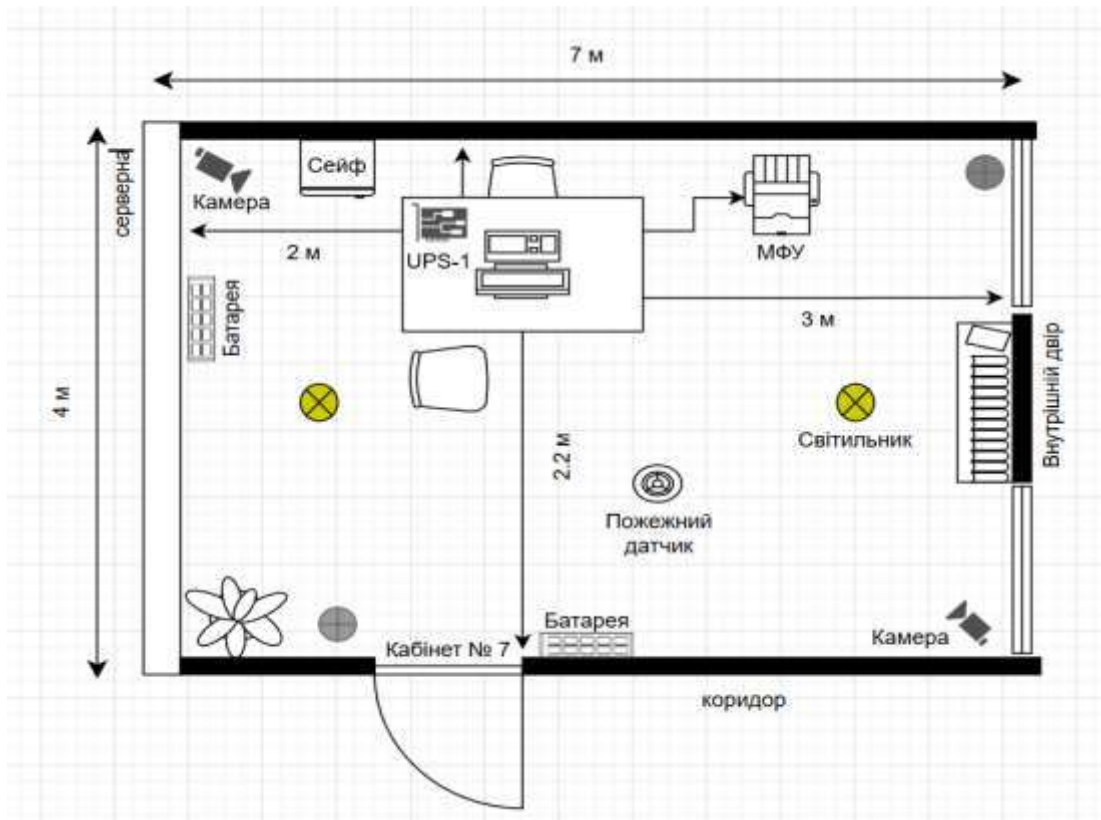 7 м
серверна
Сейф
Камера
2 м
UPS-1
МФУ
3 м
Батарея
4 м
Внутрішній двір
Світильник
2.2 м
Пожежний
датчик
Батарея
Камера
Кабінет № 7
коридор